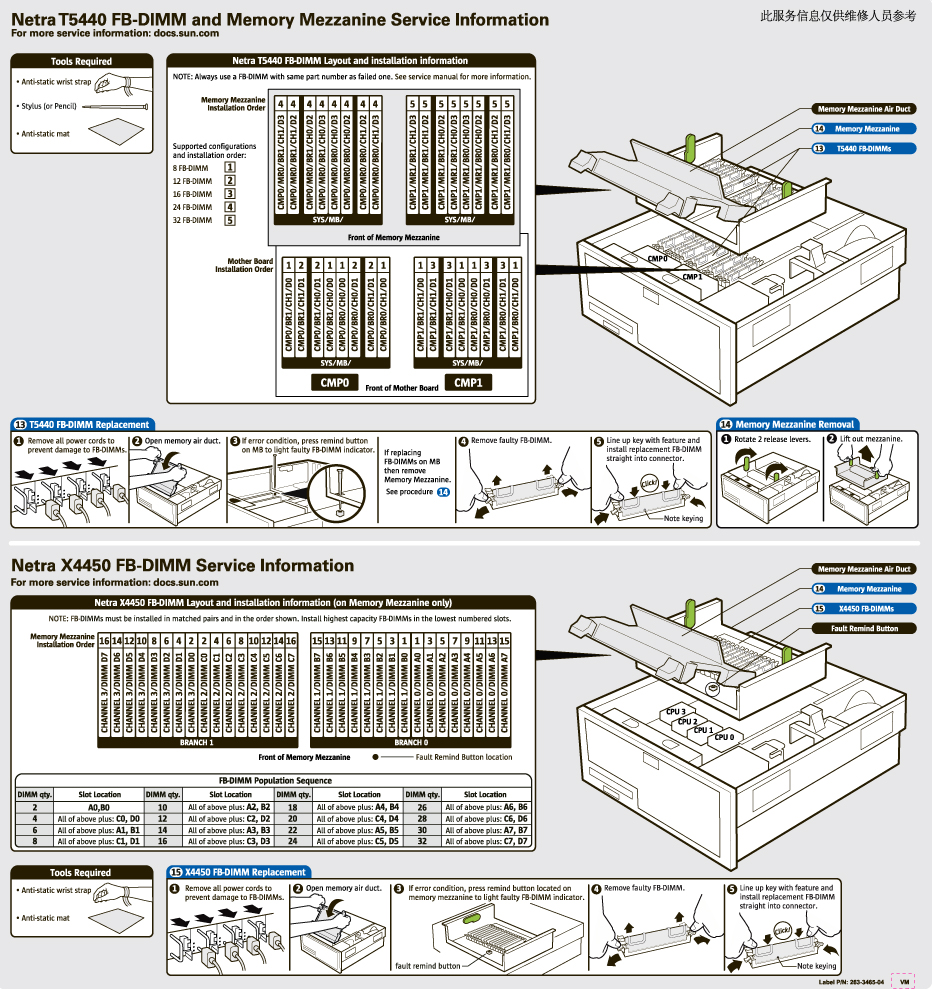 Netra T5440 FB-DIMM and Memory Mezzanine Service Information
此服务信息仅供维修人员参考
For more service information: docs.sun.com
Tools Required
• Anti-static wrist strap
• Stylus (or Pencil)
• Anti-static mat
Netra T5440 FB-DIMM Layout and installation information
NOTE: Always use a FB-DIMM with same part number as failed one. See service manual for more information.
Memory Mezzanine
Installation Order
4 4 4 4 4 4 4 4
5 5 5 5 5 5 5 5
CMP0/MR0/BR1/CH1/D3
CMP0/MR0/BR1/CH1/D2
CMP0/MR0/BR1/CH0/D3
CMP0/MR0/BR1/CH0/D2
CMP0/MR0/BR0/CH0/D3
CMP0/MR0/BR0/CH0/D2
CMP0/MR0/BR0/CH1/D2
CMP0/MR0/BR0/CH1/D3
CMP1/MR1/BR1/CH1/D3
CMP1/MR1/BR1/CH1/D2
CMP1/MR1/BR1/CH0/D3
CMP1/MR1/BR1/CH0/D2
CMP1/MR1/BR0/CH0/D3
CMP1/MR1/BR0/CH0/D2
CMP1/MR1/BR0/CH1/D2
CMP1/MR1/BR0/CH1/D3
SYS/MB/
SYS/MB/
Supported configurations
and installation order:
8 FB-DIMM 1
12 FB-DIMM 2
16 FB-DIMM 3
24 FB-DIMM 4
32 FB-DIMM 5
Front of Memory Mezzanine
Mother Board
Installation Order
1 2 2 1 1 2 2 1
1 3 3 1 1 3 3 1
CMP0/BR1/CH1/D0
CMP0/BR1/CH1/D1
CMP0/BR1/CH0/D1
CMP0/BR1/CH0/D0
CMP0/BR0/CH0/D0
CMP0/BR0/CH0/D1
CMP0/BR0/CH1/D1
CMP0/BR0/CH1/D0
CMP1/BR1/CH1/D0
CMP1/BR1/CH1/D1
CMP1/BR1/CH0/D1
CMP1/BR1/CH0/D0
CMP1/BR0/CH0/D0
CMP1/BR0/CH0/D1
CMP1/BR0/CH1/D1
CMP1/BR0/CH1/D0
SYS/MB/
SYS/MB/
CMP0
Front of Mother Board
CMP1
Memory Mezzanine Air Duct
14 Memory Mezzanine
13 T5440 FB-DIMMs
CMP0
CMP1
13 T5440 FB-DIMM Replacement
1 Remove all power cords to
prevent damage to FB-DIMMs.
2 Open memory air duct.
3 If error condition, press remind button
on MB to light faulty FB-DIMM indicator.
If replacing
FB-DIMMs on MB
then remove
Memory Mezzanine.
See procedure 14
4 Remove faulty FB-DIMM.
5 Line up key with feature and
install replacement FB-DIMM
straight into connector.
Click!
Note keying
14 Memory Mezzanine Removal
1 Rotate 2 release levers.
2 Lift out mezzanine.
Netra X4450 FB-DIMM Service Information
For more service information: docs.sun.com
Netra X4450 FB-DIMM Layout and installation information (on Memory Mezzanine only)
NOTE: FB-DIMMs must be installed in matched pairs and in the order shown. Install highest capacity FB-DIMMs in the lowest numbered slots.
Memory Mezzanine
Installation Order
16 14 12 10 8 6 4 2 2 4 6 8 10 12 14 16
15 13 11 9 7 5 3 1 1 3 5 7 9 11 13 15
CHANNEL 3/DIMM D7
CHANNEL 3/DIMM D6
CHANNEL 3/DIMM D5
CHANNEL 3/DIMM D4
CHANNEL 3/DIMM D3
CHANNEL 3/DIMM D2
CHANNEL 3/DIMM D1
CHANNEL 3/DIMM D0
CHANNEL 2/DIMM C0
CHANNEL 2/DIMM C1
CHANNEL 2/DIMM C2
CHANNEL 2/DIMM C3
CHANNEL 2/DIMM C4
CHANNEL 2/DIMM C5
CHANNEL 2/DIMM C6
CHANNEL 2/DIMM C7
CHANNEL 1/DIMM B7
CHANNEL 1/DIMM B6
CHANNEL 1/DIMM B5
CHANNEL 1/DIMM B4
CHANNEL 1/DIMM B3
CHANNEL 1/DIMM B2
CHANNEL 1/DIMM B1
CHANNEL 1/DIMM B0
CHANNEL 0/DIMM A0
CHANNEL 0/DIMM A1
CHANNEL 0/DIMM A2
CHANNEL 0/DIMM A3
CHANNEL 0/DIMM A4
CHANNEL 0/DIMM A5
CHANNEL 0/DIMM A6
CHANNEL 0/DIMM A7
BRANCH 1
BRANCH 0
Front of Memory Mezzanine
Fault Remind Button location
FB-DIMM Population Sequence
DIMM qty. Slot Location DIMM qty. Slot Location DIMM qty. Slot Location DIMM qty. Slot Location
2 A0,B0 10 All of above plus: A2, B2 18 All of above plus: A4, B4 26 All of above plus: A6, B6
4 All of above plus: C0, D0 12 All of above plus: C2, D2 20 All of above plus: C4, D4 28 All of above plus: C6, D6
6 All of above plus: A1, B1 14 All of above plus: A3, B3 22 All of above plus: A5, B5 30 All of above plus: A7, B7
8 All of above plus: C1, D1 16 All of above plus: C3, D3 24 All of above plus: C5, D5 32 All of above plus: C7, D7
Memory Mezzanine Air Duct
14 Memory Mezzanine
15 X4450 FB-DIMMs
Fault Remind Button
CPU 3
CPU 2
CPU 1
CPU 0
Tools Required
• Anti-static wrist strap
• Anti-static mat
15 X4450 FB-DIMM Replacement
1 Remove all power cords to
prevent damage to FB-DIMMs.
2 Open memory air duct.
3 If error condition, press remind button located on
memory mezzanine to light faulty FB-DIMM indicator.
fault remind button
4 Remove faulty FB-DIMM.
5 Line up key with feature and
install replacement FB-DIMM
straight into connector.
Click!
Note keying
Label P/N: 263-3465-04 VM